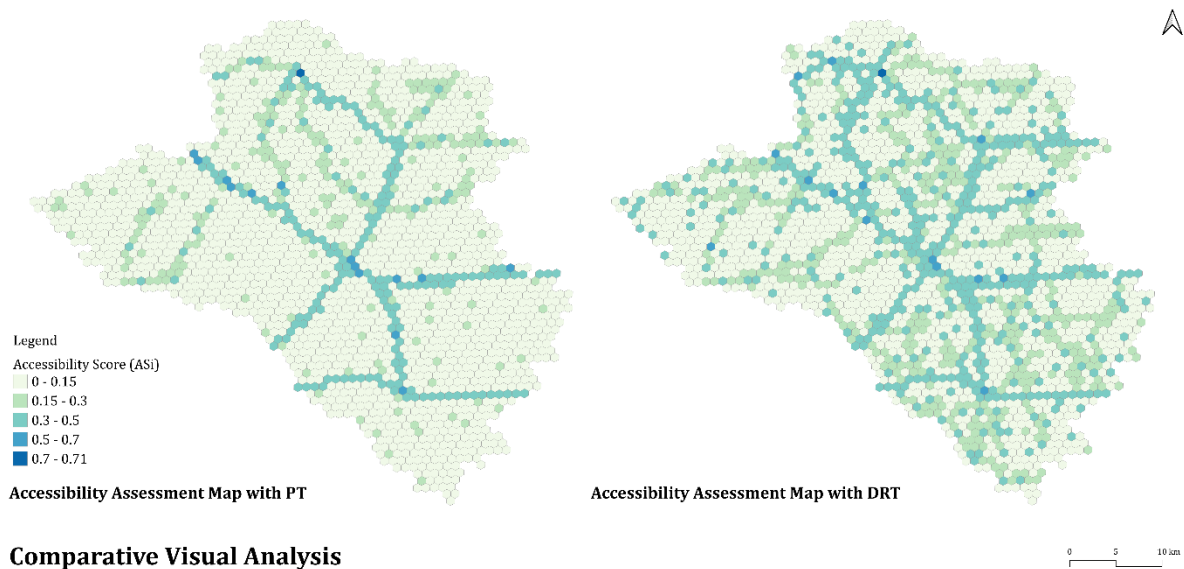 Legend
Accessibility Score (ASi)
0 - 0.15
0.15 - 0.3
0.3 - 0.5
0.5 - 0.7
0.7 - 0.71
Accessibility Assessment Map with PT
Accessibility Assessment Map with DRT
Comparative Visual Analysis
0 5 10 km